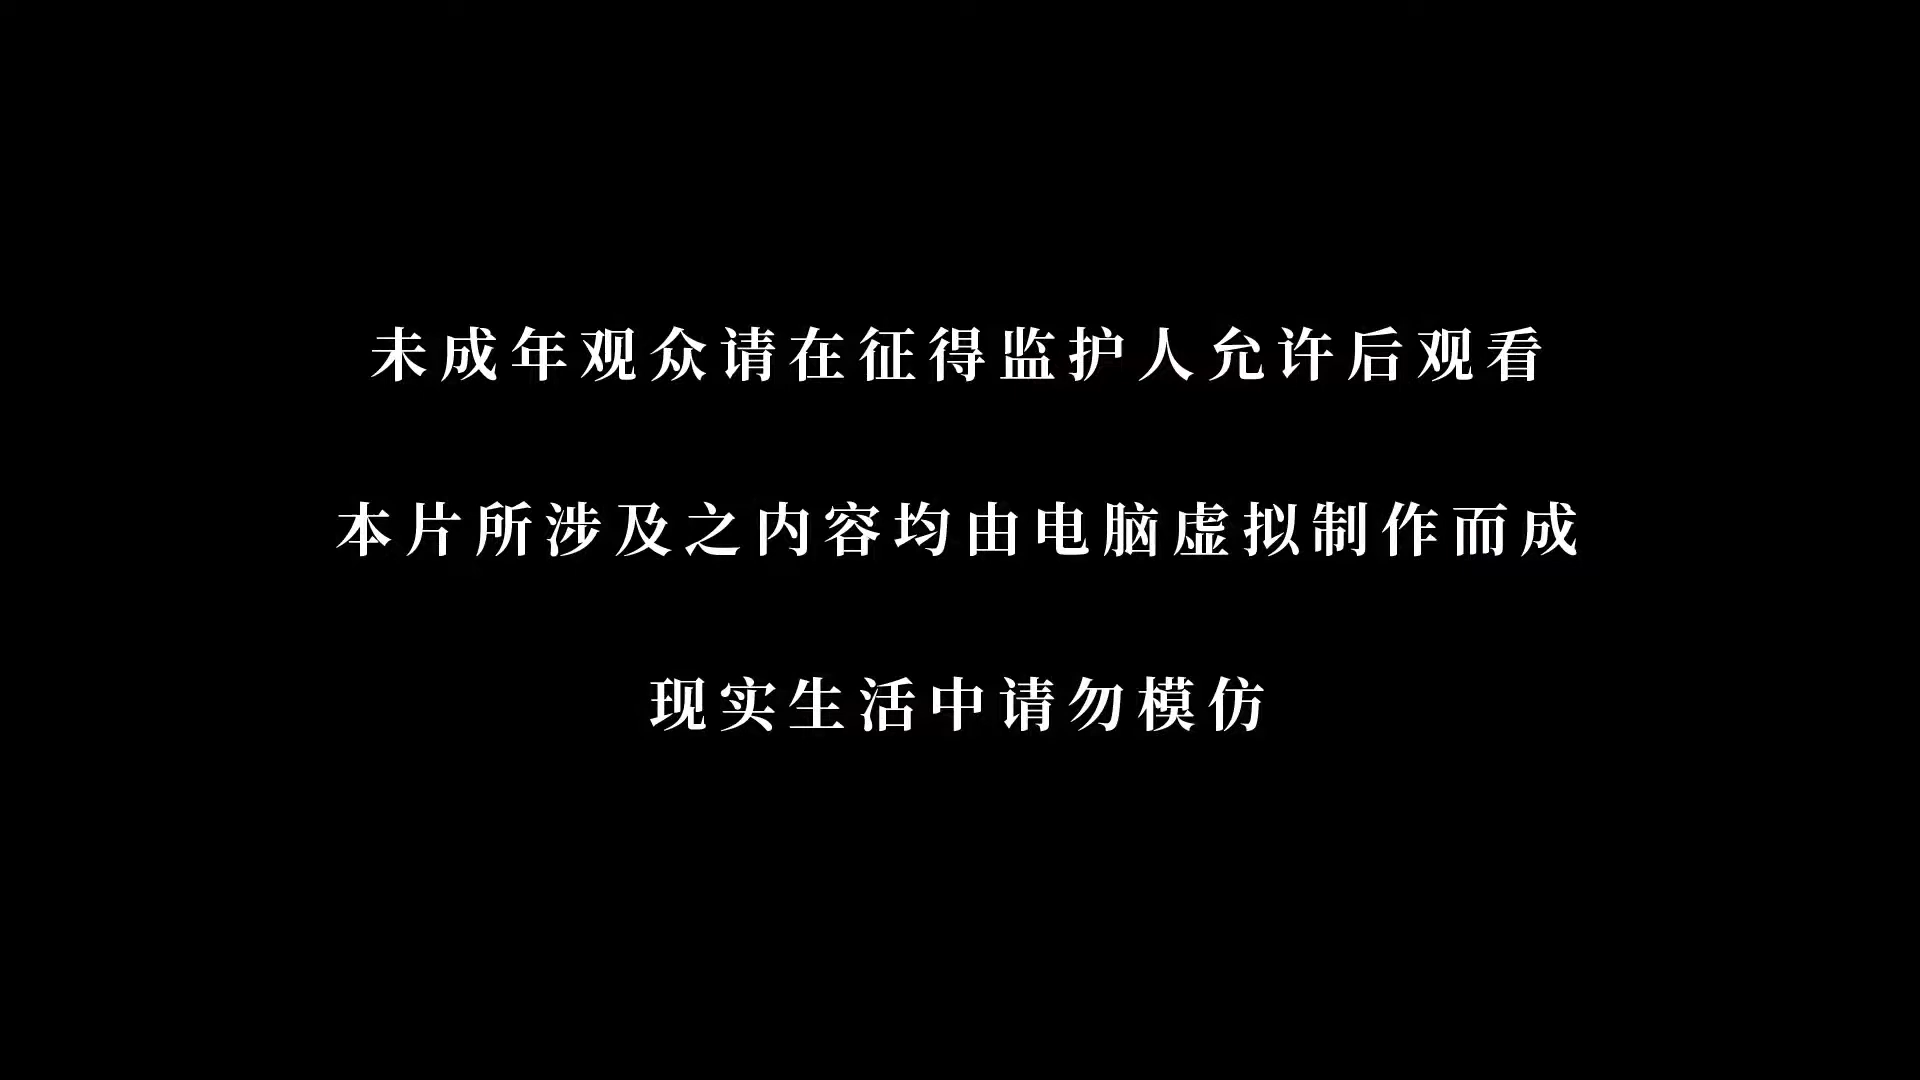 未成年观众请在征得监护人允许后观看
本片所涉及之内容均由电脑虚拟制作而成
现实生活中请勿模仿